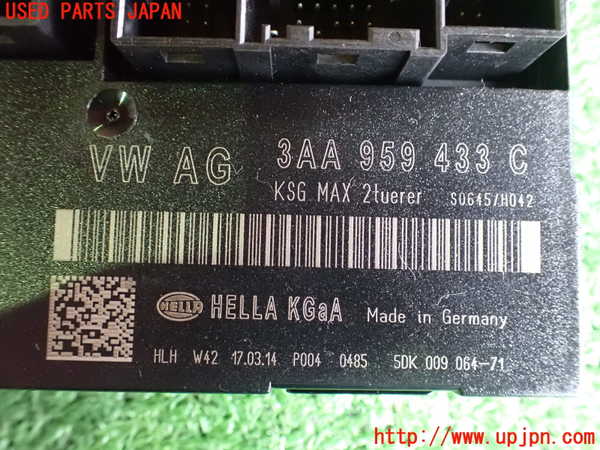 USED PARTS JAPAN
VW AG 3AA 959 433 C
KSG MAX 2tuerer S0645/H042
HELLA HELLA KGaA Made in Germany
HLH W42 17.03.14 P004 0485 5DK 009 064-71
http://www.upjpn.com